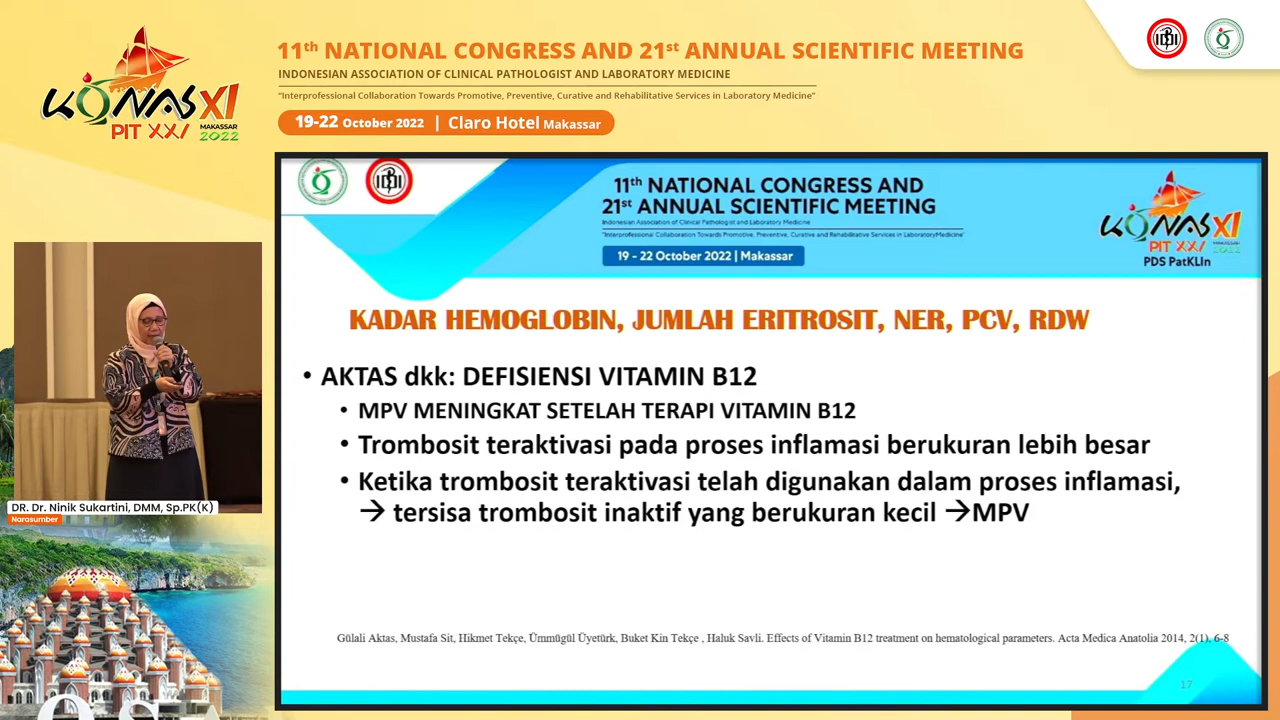 KONAS XI
PIT XXI
MAKASSAR
2022
11th NATIONAL CONGRESS AND 21st ANNUAL SCIENTIFIC MEETING
INDONESIAN ASSOCIATION OF CLINICAL PATHOLOGIST AND LABORATORY MEDICINE
"Interprofessional Collaboration Towards Promotive, Preventive, Curative and Rehabilitative Services in Laboratory Medicine"
19-22 October 2022 | Claro Hotel Makassar
11th NATIONAL CONGRESS AND
21st ANNUAL SCIENTIFIC MEETING
Indonesian Association of Clinical Pathologist and Laboratory Medicine
"Interprofessional Collaboration Towards Promotive, Preventive, Curative and Rehabilitative Services in LaboratoryMedicine"
19 - 22 October 2022 | Makassar
KONAS XI
PIT XXI
PDS PatKLIn
KADAR HEMOGLOBIN, JUMLAH ERITROSIT, NER, PCV, RDW
• AKTAS dkk: DEFISIENSI VITAMIN B12
• MPV MENINGKAT SETELAH TERAPI VITAMIN B12
• Trombosit teraktivasi pada proses inflamasi berukuran lebih besar
• Ketika trombosit teraktivasi telah digunakan dalam proses inflamasi,
→ tersisa trombosit inaktif yang berukuran kecil →MPV
Gülali Aktas, Mustafa Sit, Hikmet Tekçe, Ümmügül Üyetürk, Buket Kin Tekçe , Haluk Savli. Effects of Vitamin B12 treatment on hematological parameters. Acta Medica Anatolia 2014, 2(1), 6-8
17
DR. Dr. Ninik Sukartini, DMM, Sp.PK(K)
Narasumber